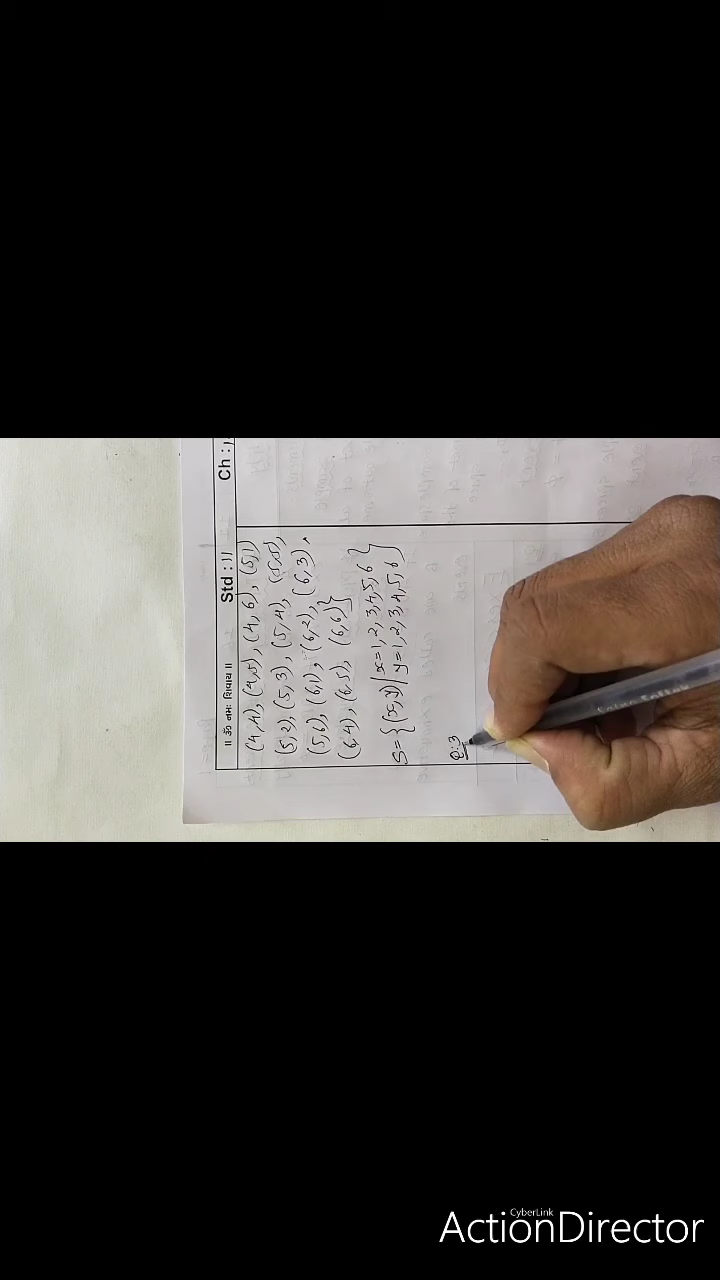 || ॐ नमः शिवाय || Std : 11 Ch :
(4,4), (4,5), (4,6), (5,1)
(5,2), (5,3), (5,4), (5,5),
(5,6), (6,1), (6,2), (6,3),
(6,4), (6,5), (6,6)}
S={(x,y)/x=1,2,3,4,5,6}
y=1,2,3,4,5,6
Q:3
CyberLink
ActionDirector